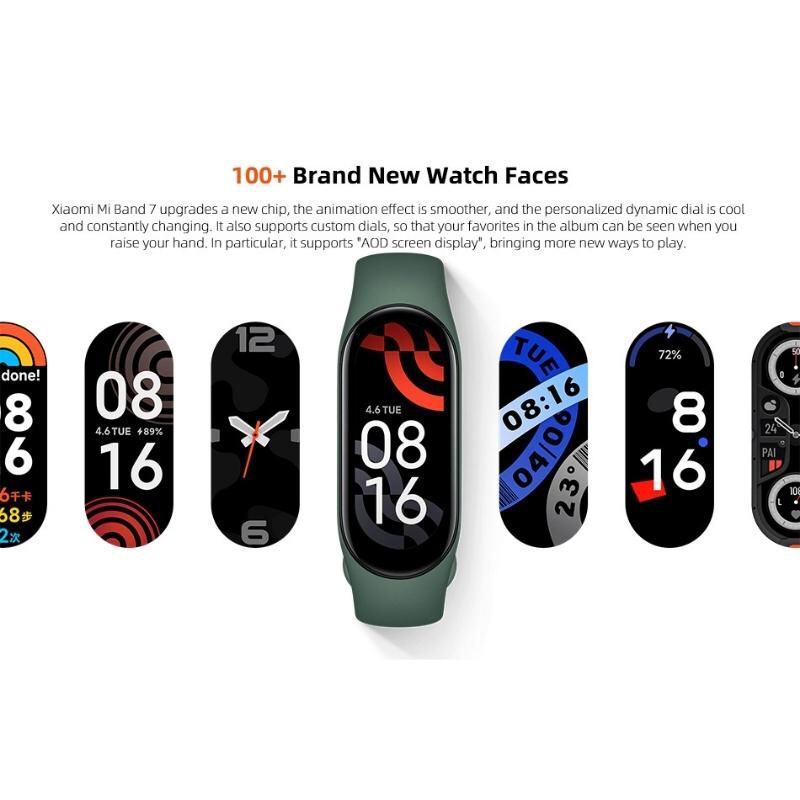 100+ Brand New Watch Faces
Xiaomi Mi Band 7 upgrades a new chip, the animation effect is smoother, and the personalized dynamic dial is cool
and constantly changing. It also supports custom dials, so that your favorites in the album can be seen when you
raise your hand. In particular, it supports "AOD screen display", bringing more new ways to play.
done!
08
4.6 TUE 89%
16
12
6
4.6 TUE
08
16
TUE
08:16
04/06
23°
72%
8
16
24
PAI
L